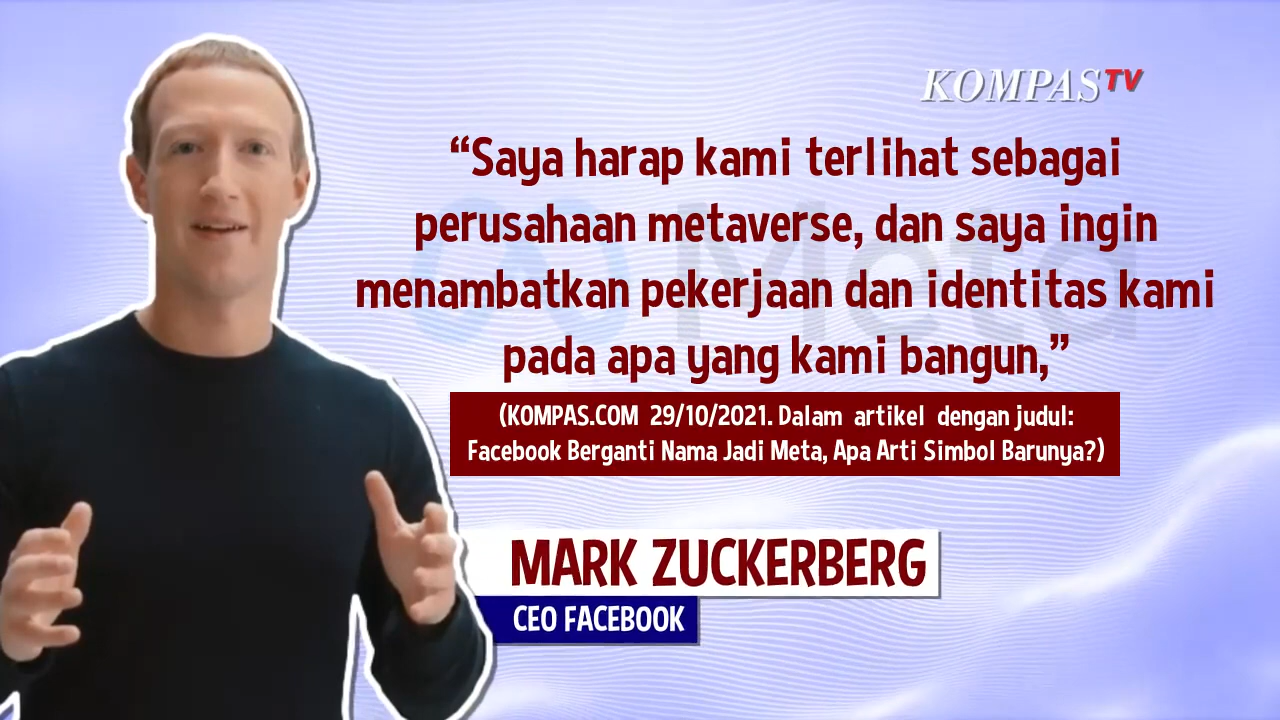 KOMPASTV
“Saya harap kami terlihat sebagai
perusahaan metaverse, dan saya ingin
menambatkan pekerjaan dan identitas kami
pada apa yang kami bangun,”
Meta
(KOMPAS.COM 29/10/2021. Dalam artikel dengan judul:
Facebook Berganti Nama Jadi Meta, Apa Arti Simbol Barunya?)
MARK ZUCKERBERG
CEO FACEBOOK